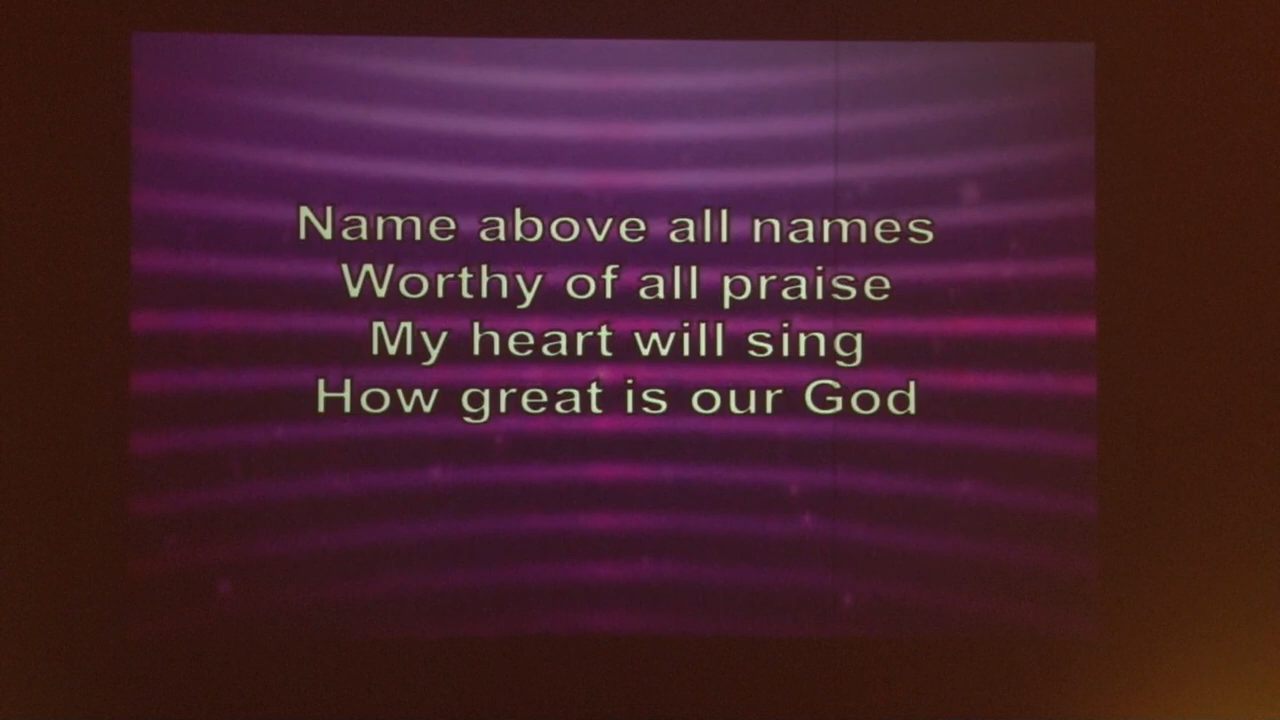 Name above all names
Worthy of all praise
My heart will sing
How great is our God